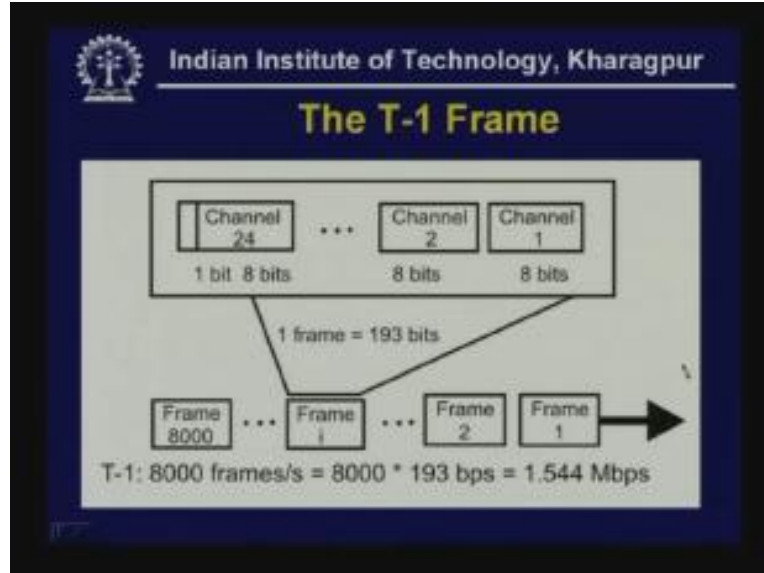 Indian Institute of Technology, Kharagpur
The T-1 Frame
Channel
24
...
Channel
2
Channel
1
1 bit 8 bits
8 bits
8 bits
1 frame = 193 bits
Frame
8000
...
Frame
i
...
Frame
2
Frame
1
T-1: 8000 frames/s = 8000 * 193 bps = 1.544 Mbps